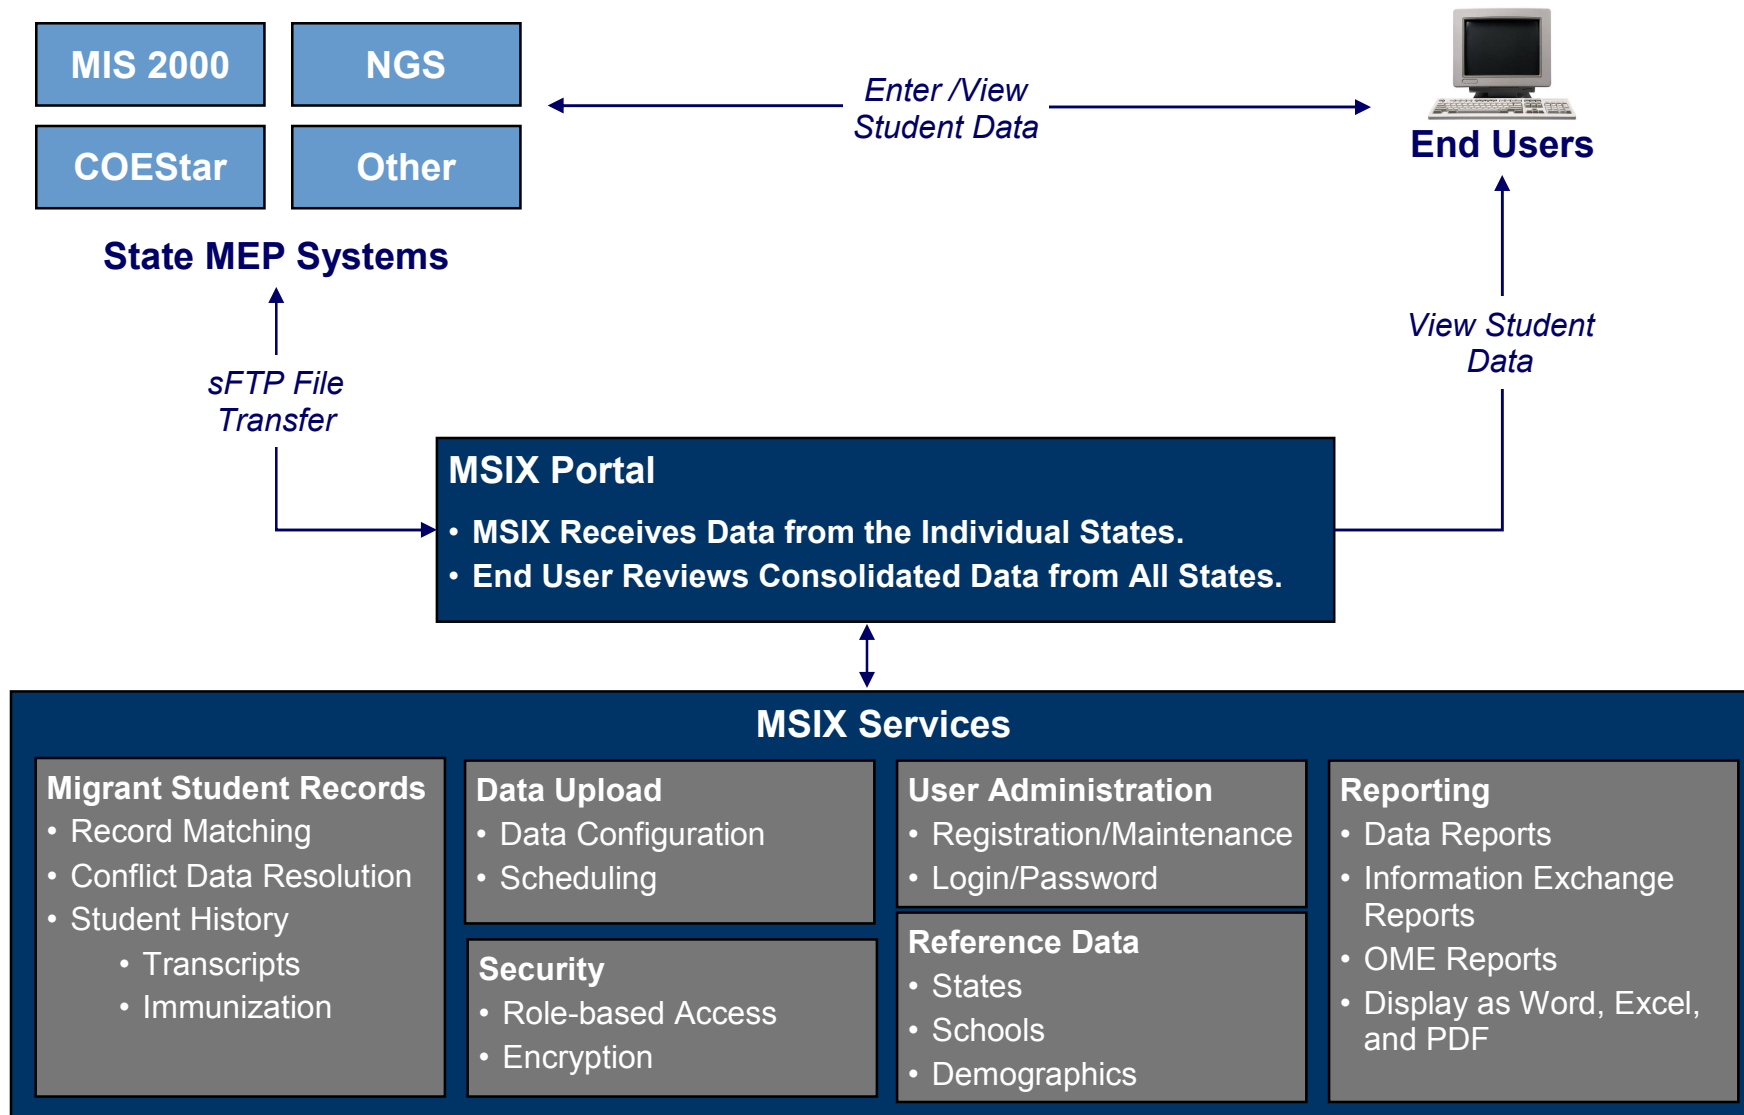 MIS 2000
NGS
COEStar
Other
State MEP Systems
Enter /View
Student Data
End Users
sFTP File
Transfer
View Student
Data
MSIX Portal
• MSIX Receives Data from the Individual States.
• End User Reviews Consolidated Data from All States.
MSIX Services
Migrant Student Records
• Record Matching
• Conflict Data Resolution
• Student History
• Transcripts
• Immunization
Data Upload
• Data Configuration
• Scheduling
Security
• Role-based Access
• Encryption
User Administration
• Registration/Maintenance
• Login/Password
Reference Data
• States
• Schools
• Demographics
Reporting
• Data Reports
• Information Exchange
Reports
• OME Reports
• Display as Word, Excel,
and PDF